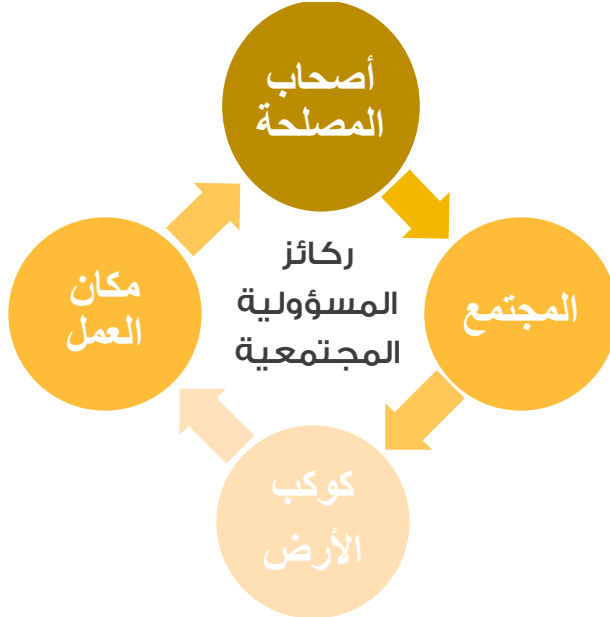 أصحاب
المصلحة
ركائز
المسؤولية
المجتمعية
المجتمع
كوكب
الأرض
مكان
العمل